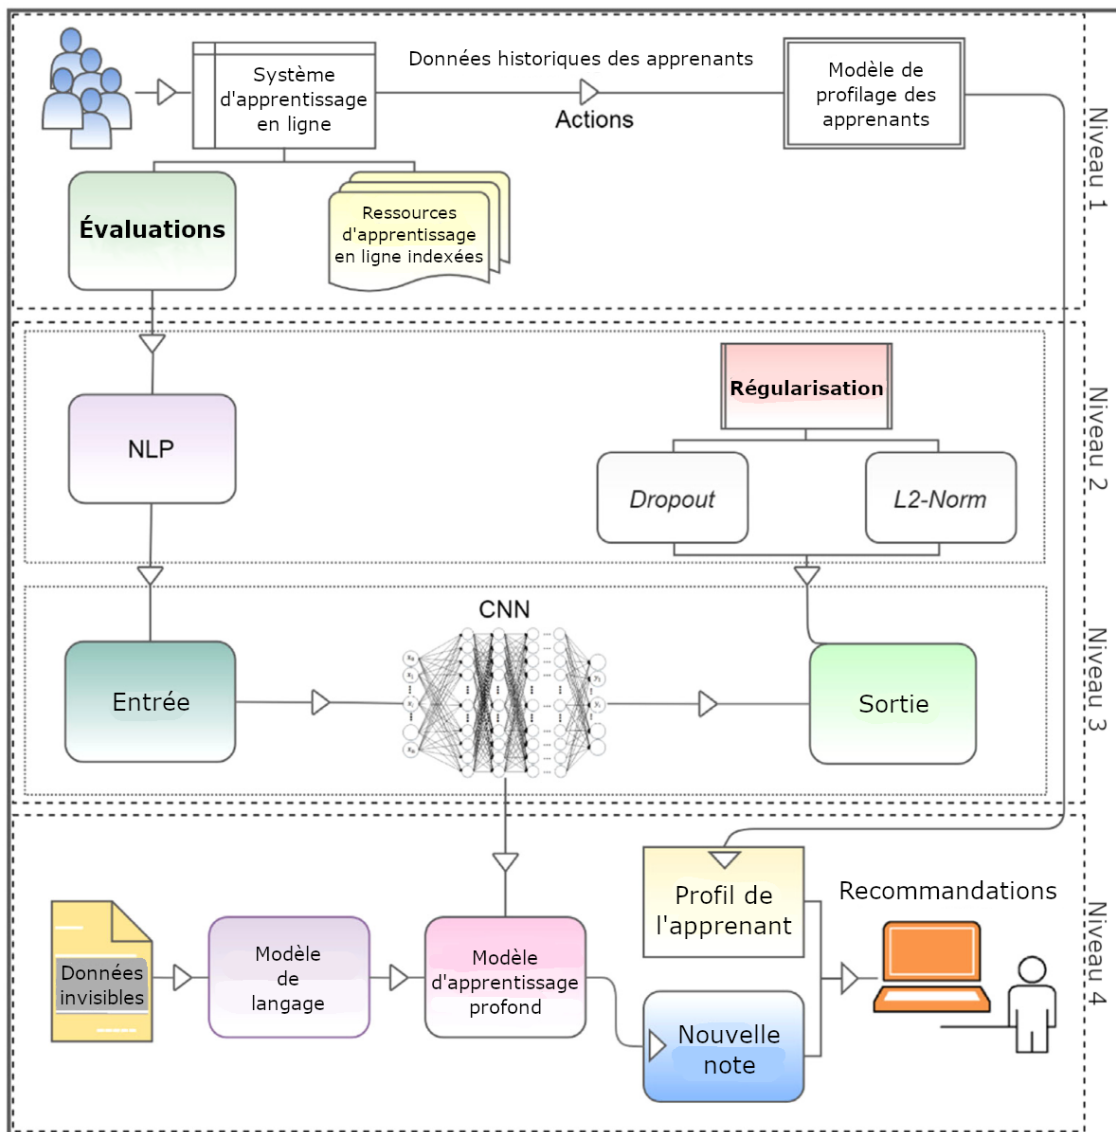 Données historiques des apprenants
Système
d'apprentissage
en ligne
Actions
Modèle de
profilage des
apprenants
Niveau 1
Évaluations
Ressources
d'apprentissage
en ligne indexées
Niveau 2
NLP
Régularisation
Dropout
L2-Norm
Niveau 3
CNN
Entrée
Sortie
Niveau 4
Données
invisibles
Modèle
de
langage
Modèle
d'apprentissage
profond
Profil de
l'apprenant
Nouvelle
note
Recommandations